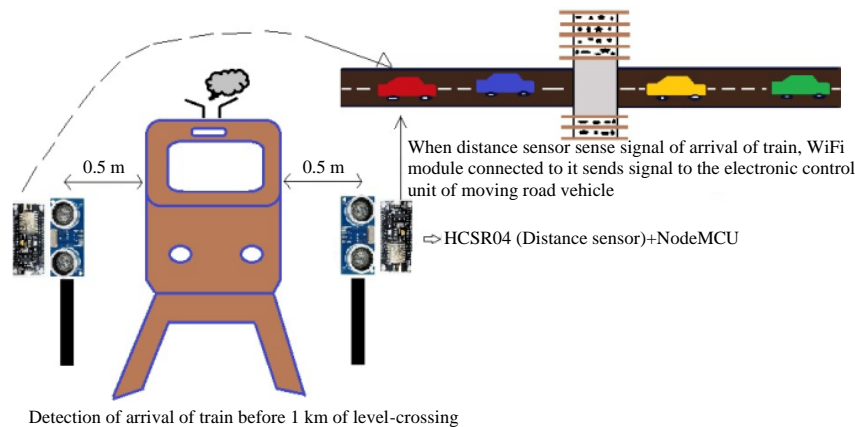 0.5 m
0.5 m
When distance sensor sense signal of arrival of train, WiFi
module connected to it sends signal to the electronic control
unit of moving road vehicle
HCSR04 (Distance sensor)+NodeMCU
Detection of arrival of train before 1 km of level-crossing